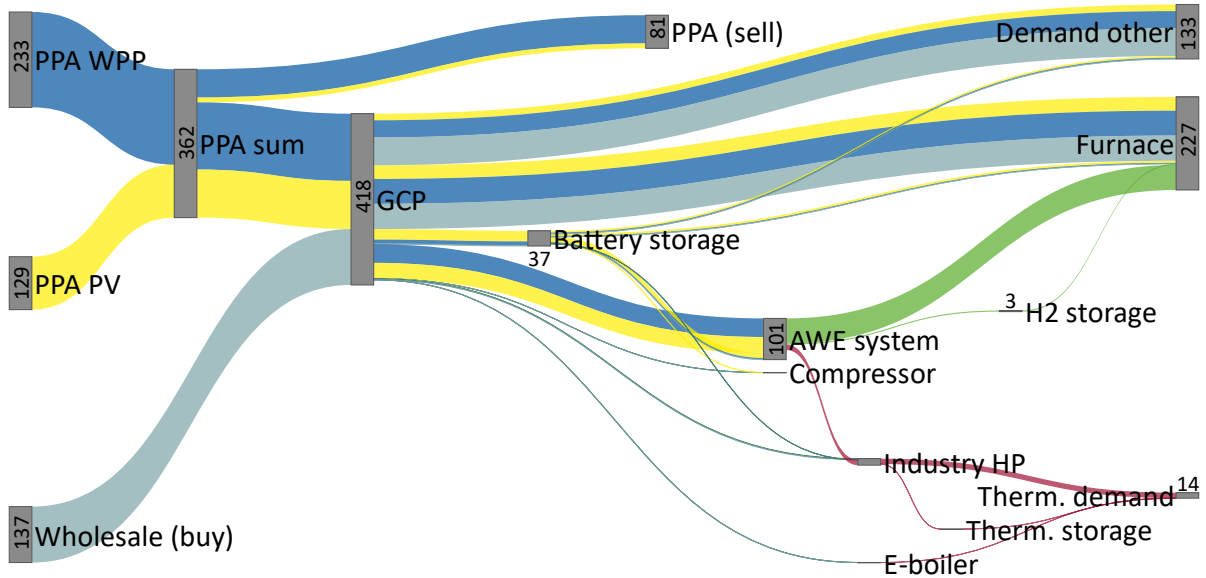 233 PPA WPP
362 PPA sum
129 PPA PV
137 Wholesale (buy)
81 PPA (sell)
418 GCP
37 Battery storage
133 Demand other
227 Furnace
101 AWE system
3 H2 storage
Compressor
Industry HP
14
Therm. demand
Therm. storage
E-boiler